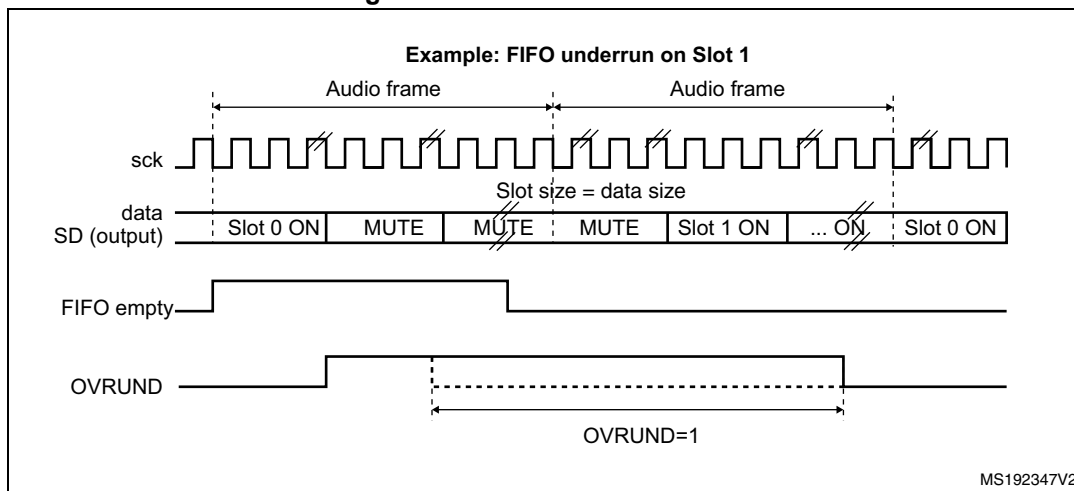 Example: FIFO underrun on Slot 1
Audio frame Audio frame
sck
Slot size = data size
data
SD (output) Slot 0 ON MUTE MUTE MUTE Slot 1 ON ... ON Slot 0 ON
FIFO empty
OVRUND
OVRUND=1
MS192347V2